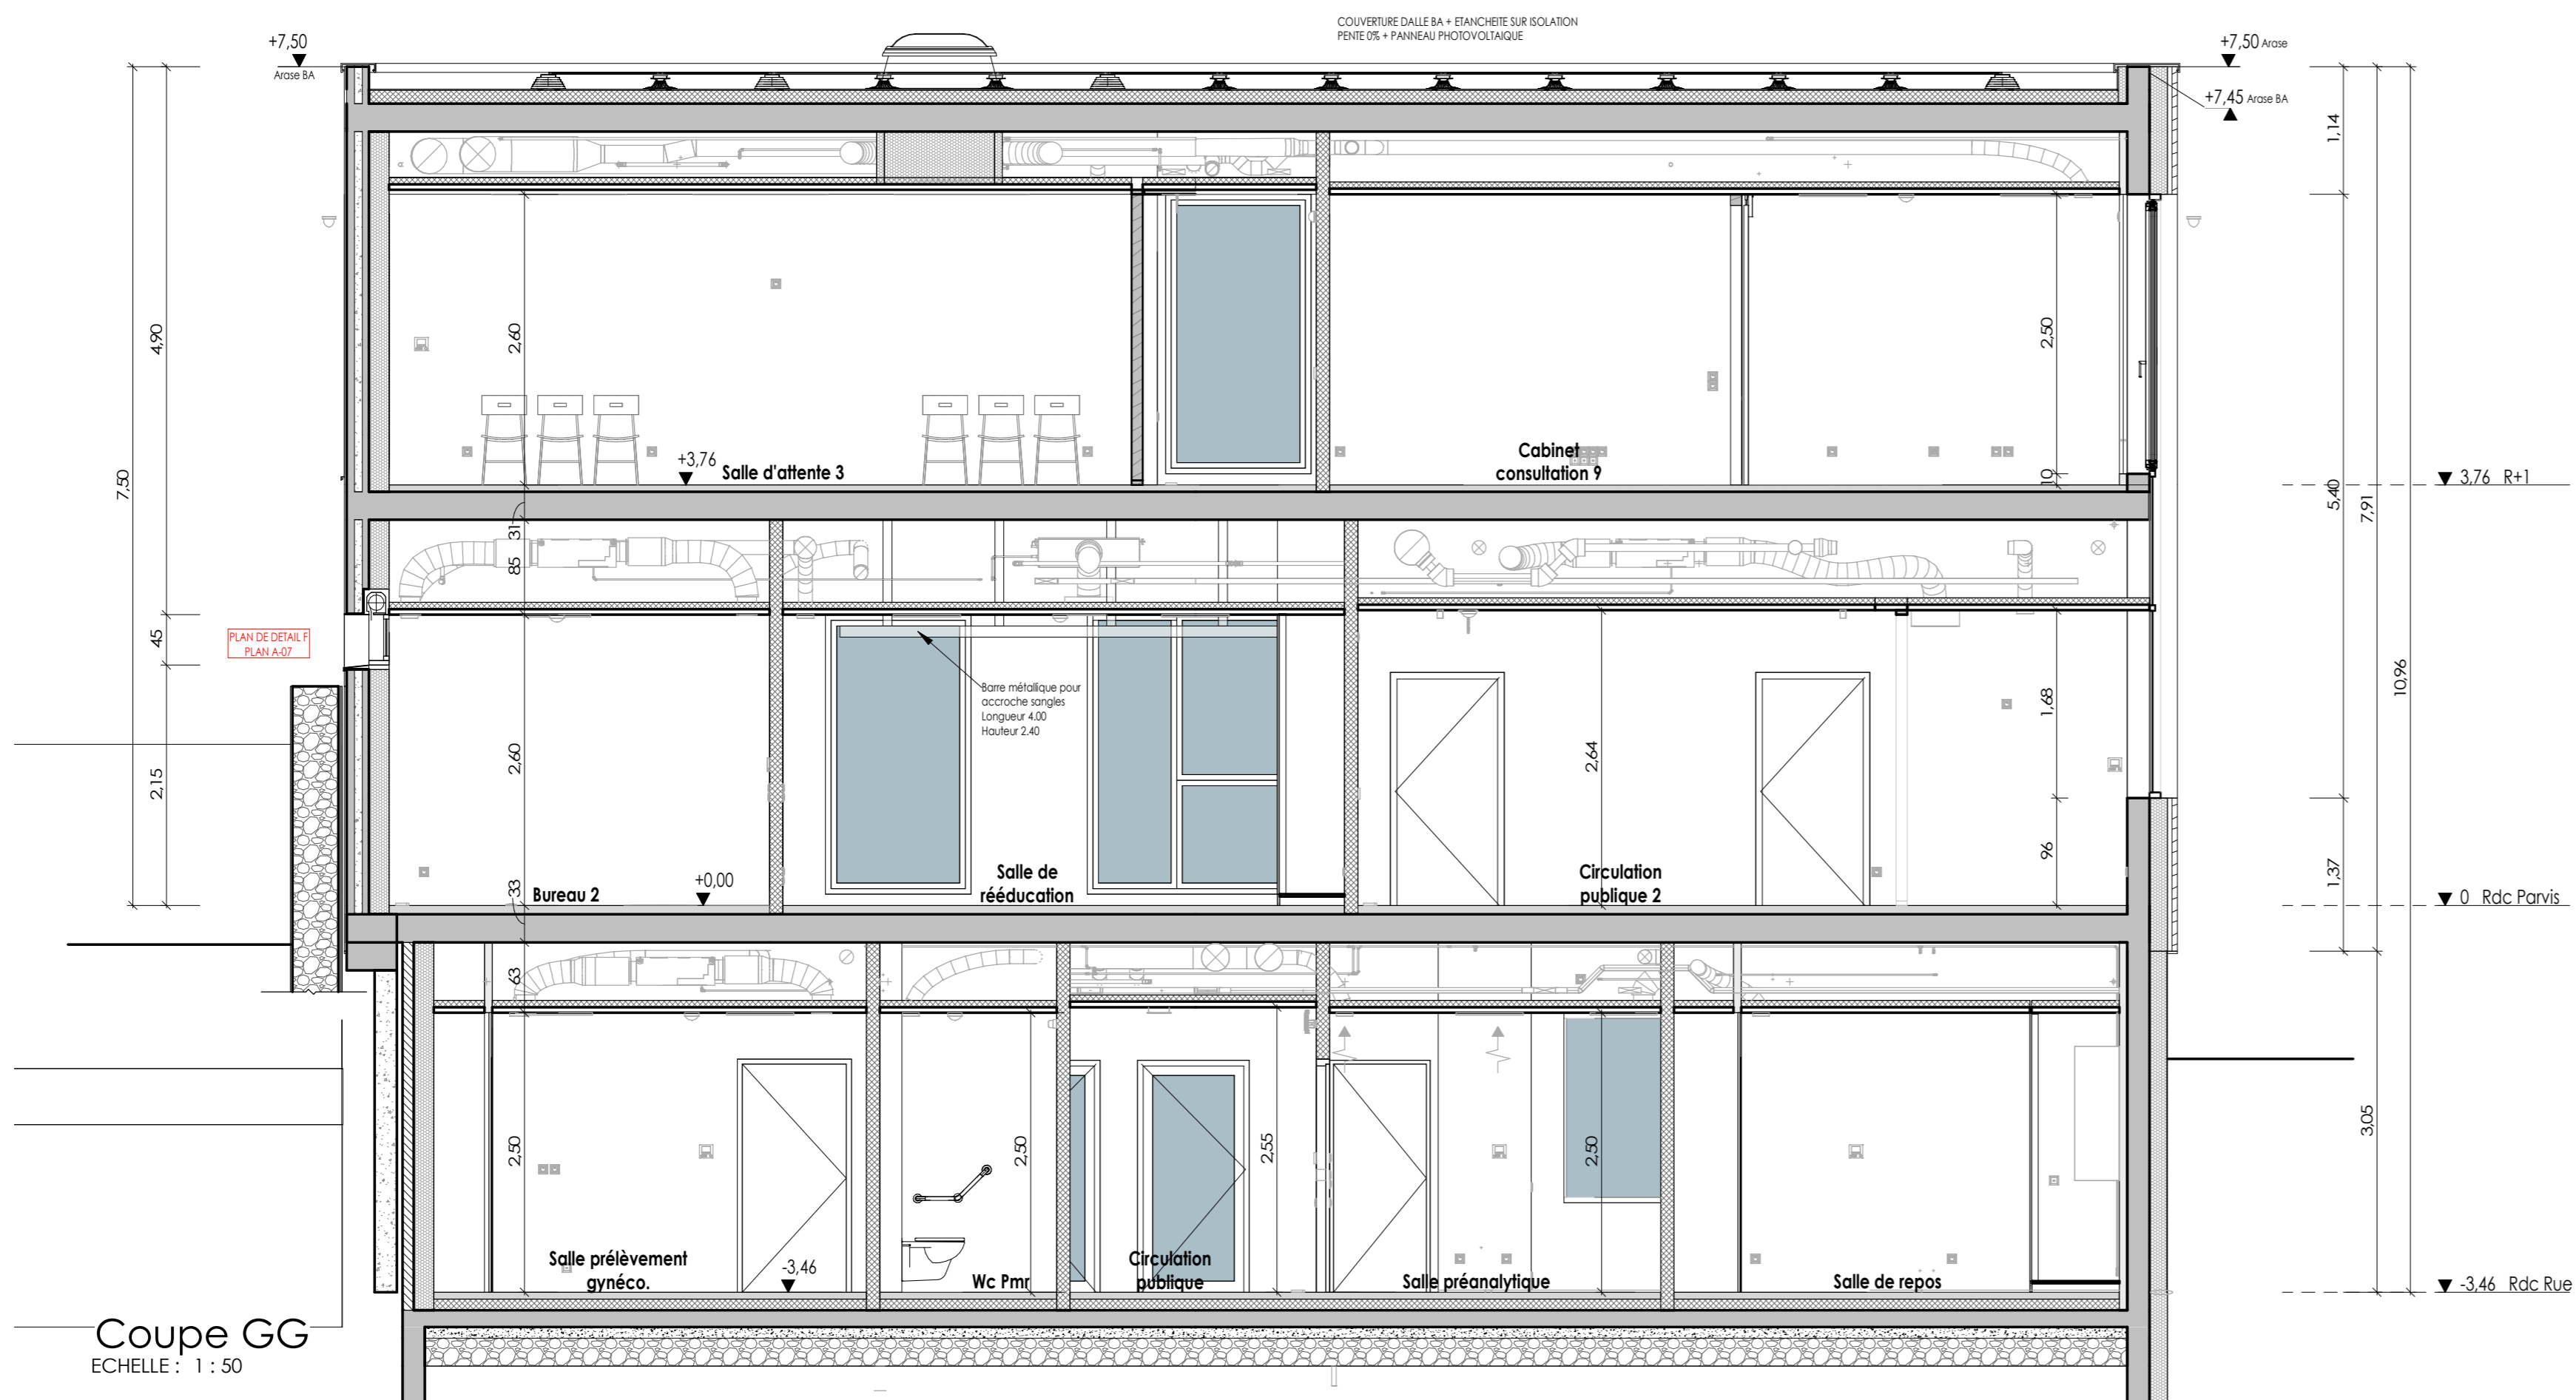 COUVERTURE DALLE BA + ETANCHEITE SUR ISOLATION
PENTE 0% + PANNEAU PHOTOVOLTAIQUE
+7,50
Arase BA
+7,50 Arase
+7,45 Arase BA
7,50
4,90
45
2,15
2,60
31
85
2,60
33
63
2,50
+3,76
Salle d'attente 3
Cabinet
consultation 9
2,50
10
1,14
5,40
7,91
10,96
1,37
3,05
3,76 R+1
PLAN DE DETAIL F
PLAN A-07
Barre métallique pour
accroche sangles
Longueur 4.00
Hauteur 2.40
2,64
1,68
96
Bureau 2
+0,00
Salle de
rééducation
Circulation
publique 2
0 Rdc Parvis
2,50
2,55
2,50
Salle prélèvement
gynéco.
-3,46
Wc Pmr
Circulation
publique
Salle préanalytique
Salle de repos
-3,46 Rdc Rue
Coupe GG
ECHELLE : 1 : 50